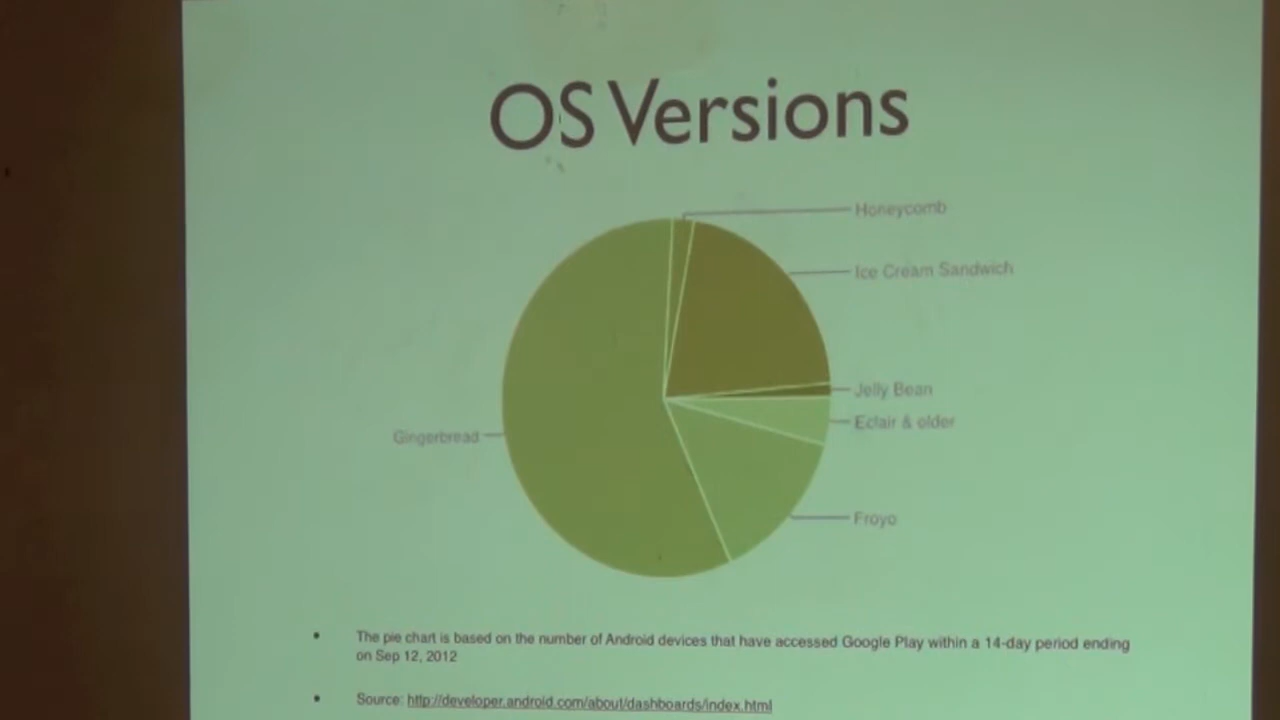 OS Versions
Honeycomb
Ice Cream Sandwich
Jelly Bean
Eclair & older
Gingerbread
Froyo
• The pie chart is based on the number of Android devices that have accessed Google Play within a 14-day period ending
on Sep 12, 2012
• Source: http://developer.android.com/about/dashboards/index.html